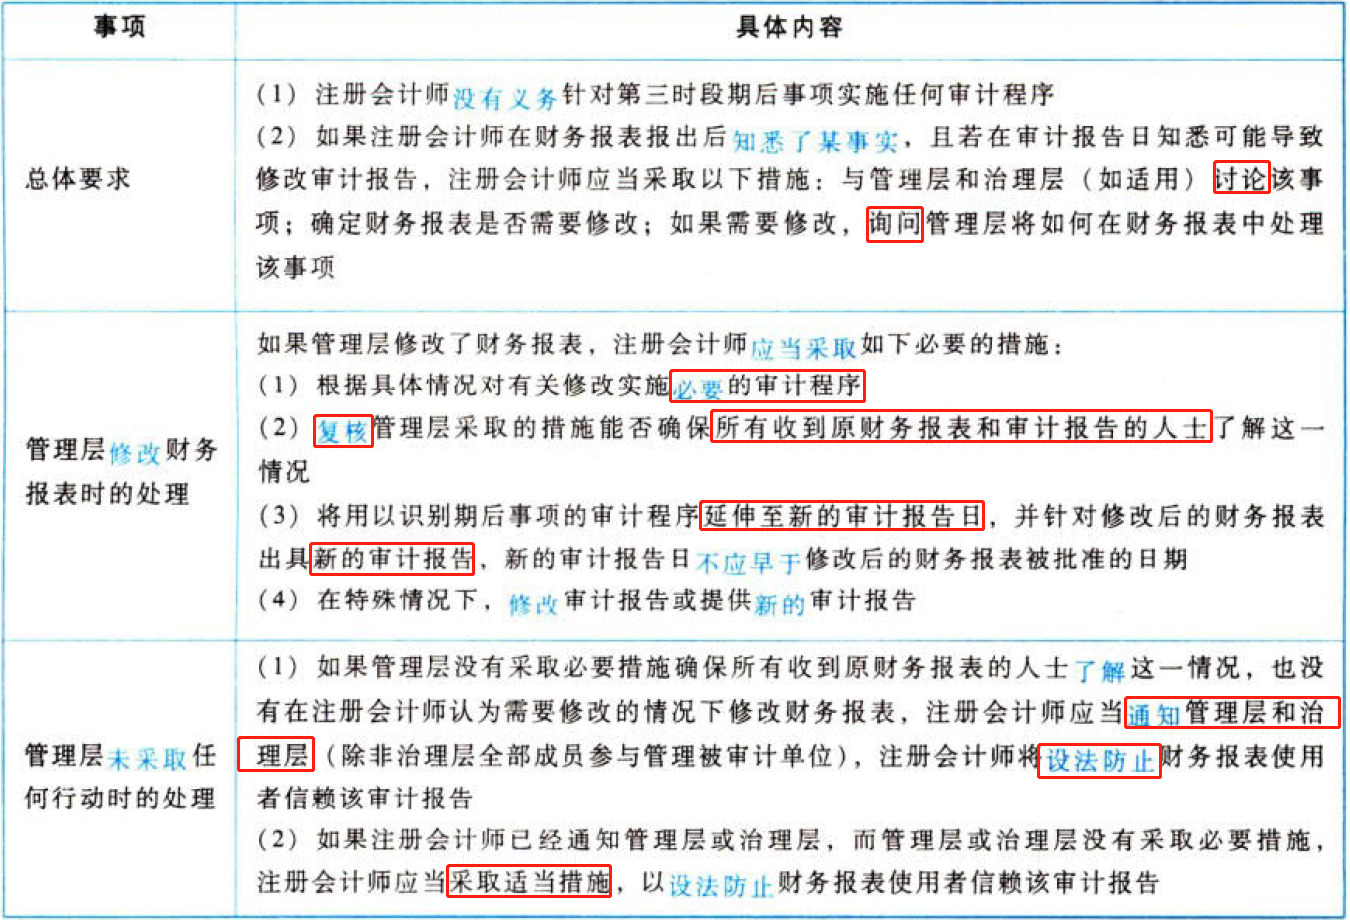 事项
具体内容
总体要求
(1) 注册会计师没有义务针对第三时段期后事项实施任何审计程序
(2) 如果注册会计师在财务报表报出后知悉了某事实，且若在审计报告日知悉可能导致
修改审计报告，注册会计师应当采取以下措施：与管理层和治理层（如适用）讨论该事
项；确定财务报表是否需要修改；如果需要修改，询问管理层将如何在财务报表中处理
该事项
管理层修改财务
报表时的处理
如果管理层修改了财务报表，注册会计师应当采取如下必要的措施：
(1) 根据具体情况对有关修改实施必要的审计程序
(2) 复核管理层采取的措施能否确保所有收到原财务报表和审计报告的人士了解这一
情况
(3) 将用以识别期后事项的审计程序延伸至新的审计报告日，并针对修改后的财务报表
出具新的审计报告，新的审计报告日不应早于修改后的财务报表被批准的日期
(4) 在特殊情况下，修改审计报告或提供新的审计报告
管理层未采取任
何行动时的处理
(1) 如果管理层没有采取必要措施确保所有收到原财务报表的人士了解这一情况，也没
有在注册会计师认为需要修改的情况下修改财务报表，注册会计师应当通知管理层和治
理层（除非治理层全部成员参与管理被审计单位），注册会计师将设法防止财务报表使用
者信赖该审计报告
(2) 如果注册会计师已经通知管理层或治理层，而管理层或治理层没有采取必要措施，
注册会计师应当采取适当措施，以设法防止财务报表使用者信赖该审计报告